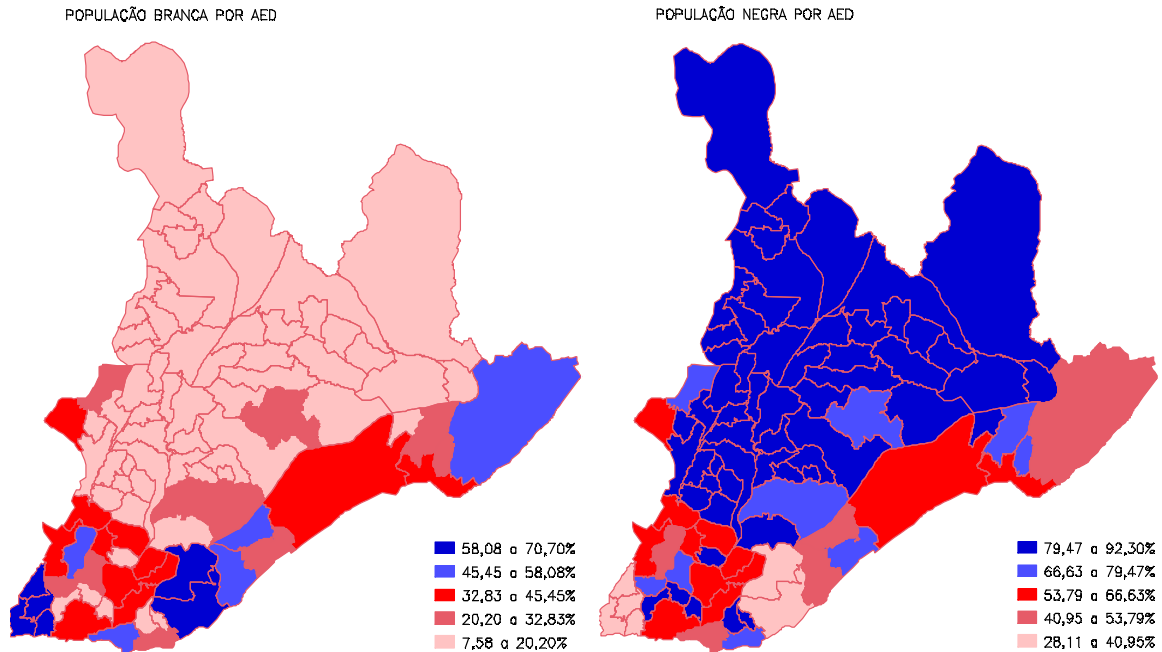 POPULAÇÃO BRANCA POR AED
58,08 a 70,70%
45,45 a 58,08%
32,83 a 45,45%
20,20 a 32,83%
7,58 a 20,20%
POPULAÇÃO NEGRA POR AED
79,47 a 92,30%
66,63 a 79,47%
53,79 a 66,63%
40,95 a 53,79%
28,11 a 40,95%